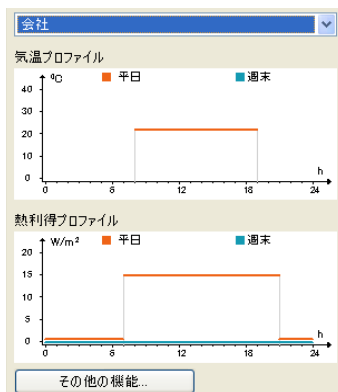 会社
気温プロファイル
℃ 平日 週末
40
30
20
10
0
h
0 6 12 18 24
熱利得プロファイル
W/m² 平日 週末
20
15
10
5
0
h
0 6 12 18 24
その他の機能...